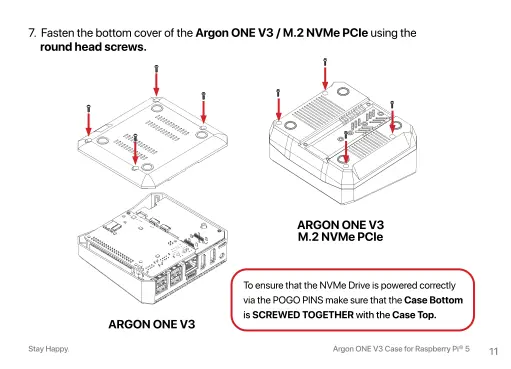 7. Fasten the bottom cover of the Argon ONE V3 / M.2 NVMe PCIe using the
round head screws.
ARGON ONE V3
M.2 NVMe PCIe
To ensure that the NVMe Drive is powered correctly
via the POGO PINS make sure that the Case Bottom
is SCREWED TOGETHER with the Case Top.
ARGON ONE V3
Stay Happy.
Argon ONE V3 Case for Raspberry Pi® 5
11